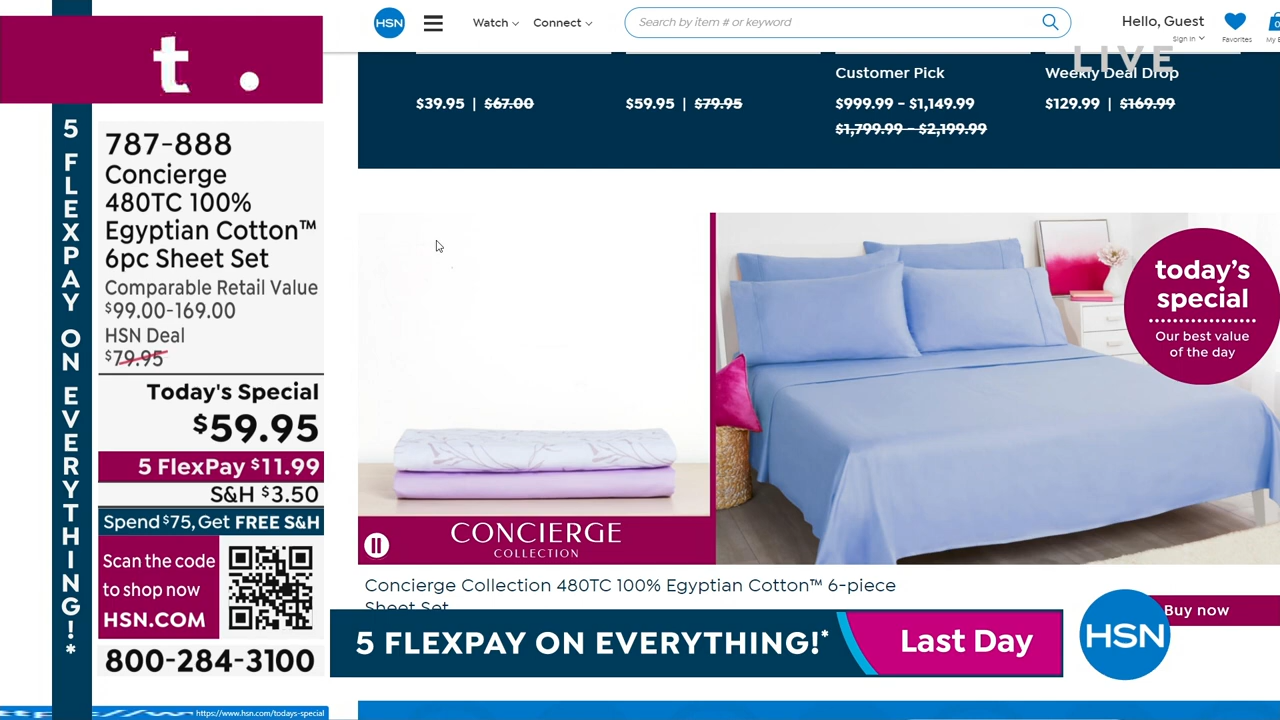 t.
5 FLEXPAY ON EVERYTHING!*
787-888
Concierge
480TC 100%
Egyptian Cotton™
6pc Sheet Set
Comparable Retail Value
$99.00-169.00
HSN Deal
$79.95
Today's Special
$59.95
5 FlexPay $11.99
S&H $3.50
Spend $75, Get FREE S&H
Scan the code
to shop now
HSN.COM
800-284-3100
HSN
Watch
Connect
Search by item # or keyword
Hello, Guest
Sign In
Favorites
0
LIVE
Customer Pick
Weekly Deal Drop
$39.95 | $67.00
$59.95 | $79.95
$999.99 - $1,149.99
$1,799.99 - $2,199.99
$129.99 | $169.99
today's
special
Our best value
of the day
CONCIERGE
COLLECTION
Concierge Collection 480TC 100% Egyptian Cotton™ 6-piece
Sheet Set
Buy now
5 FLEXPAY ON EVERYTHING!*
Last Day
HSN
https://www.hsn.com/todays-special